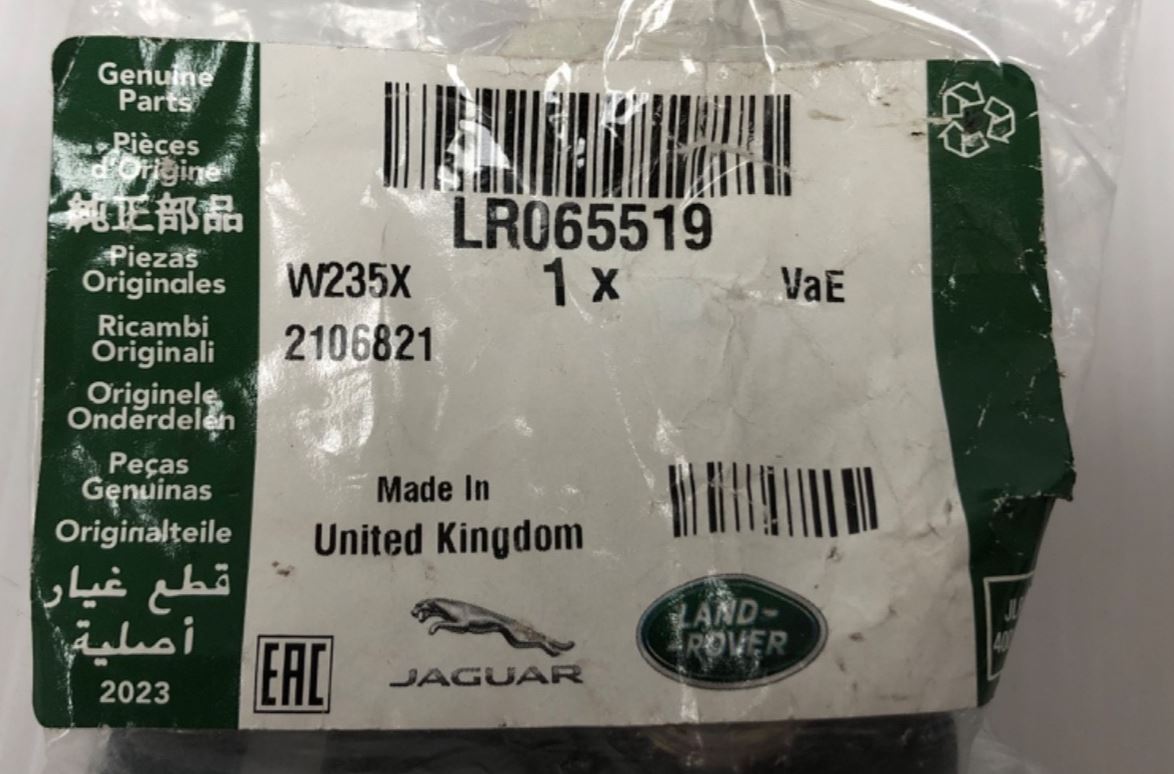 Genuine
Parts
Pièces
d'Origine
純正部品
Piezas
Originales
Ricambi
Originali
Originele
Onderdelen
Peças
Genuinas
Originalteile
قطع غيار
أصلية
2023
LR065519
W235X 1 x VaE
2106821
Made In
United Kingdom
EAC
JAGUAR
LAND-
ROVER